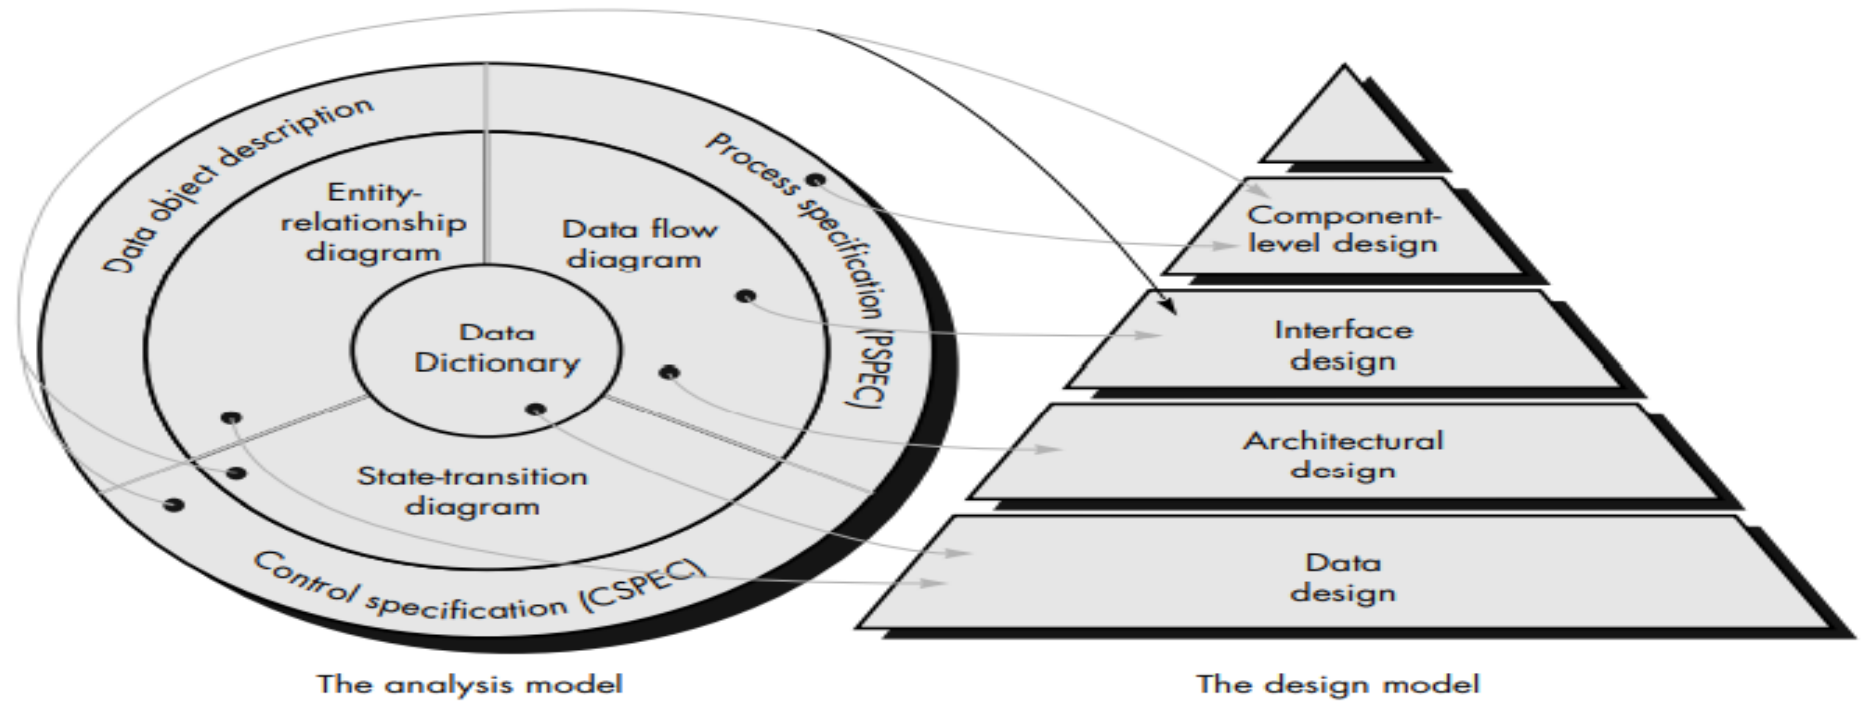 Data object description
Entity-
relationship
diagram
Data flow
diagram
Process specification (PSPEC)
Data
Dictionary
State-transition
diagram
Control specification (CSPEC)
The analysis model
Component-
level design
Interface
design
Architectural
design
Data
design
The design model